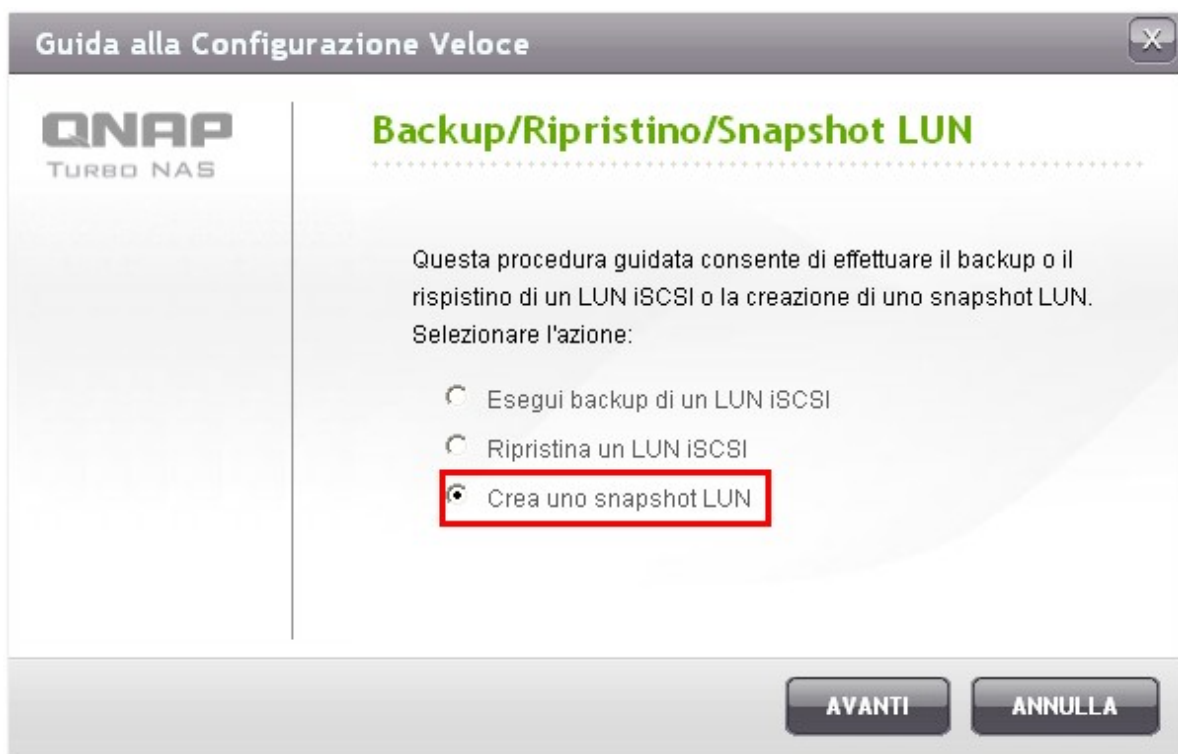 Guida alla Configurazione Veloce
X
QNAP
TURBO NAS
Backup/Ripristino/Snapshot LUN
Questa procedura guidata consente di effettuare il backup o il
rispistino di un LUN iSCSI o la creazione di uno snapshot LUN.
Selezionare l'azione:
Esegui backup di un LUN iSCSI
Ripristina un LUN iSCSI
Crea uno snapshot LUN
AVANTI
ANNULLA